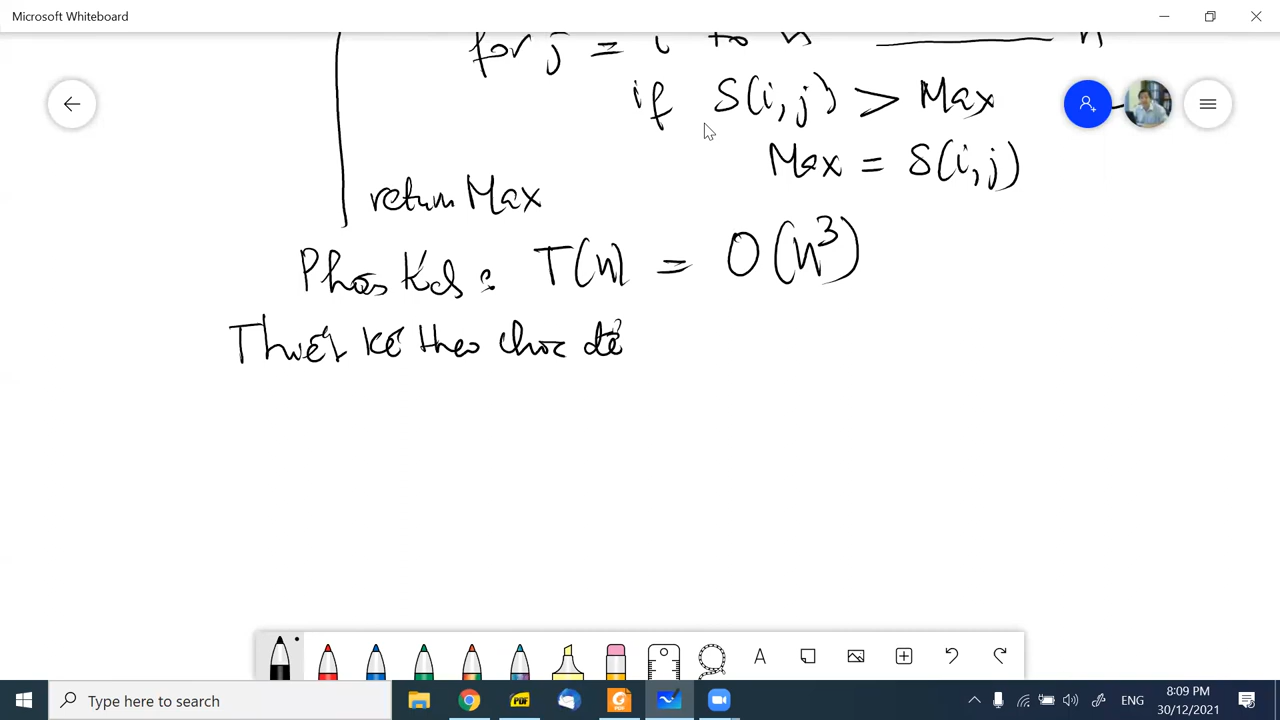 Microsoft Whiteboard
for j = i to n n
if S(i,j) > Max
Max = S(i,j)
return Max
Phân tích : T(n) = O(n³)
Thiết kế theo chia để
Type here to search
PDF
ENG
8:09 PM
30/12/2021